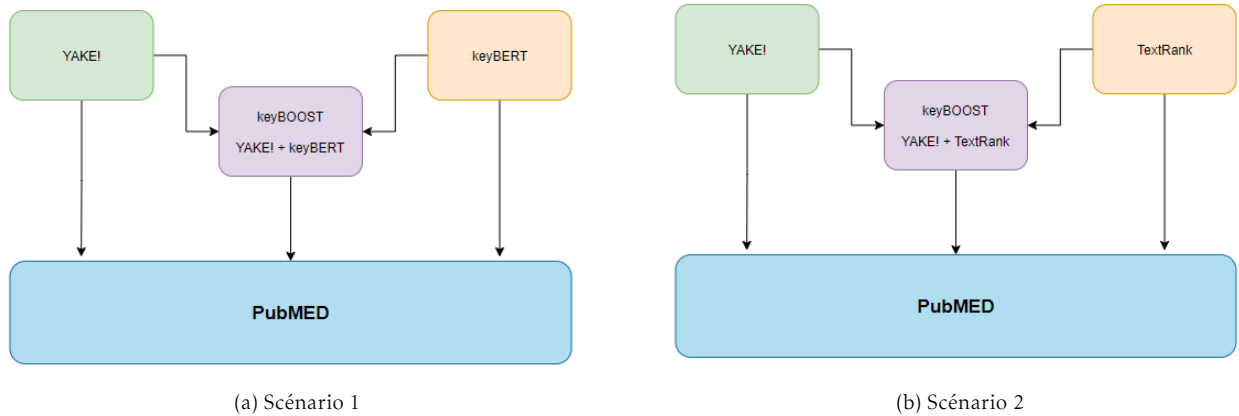 YAKE!
keyBERT
keyBOOST
YAKE! + keyBERT
PubMED
(a) Scénario 1
YAKE!
TextRank
keyBOOST
YAKE! + TextRank
PubMED
(b) Scénario 2